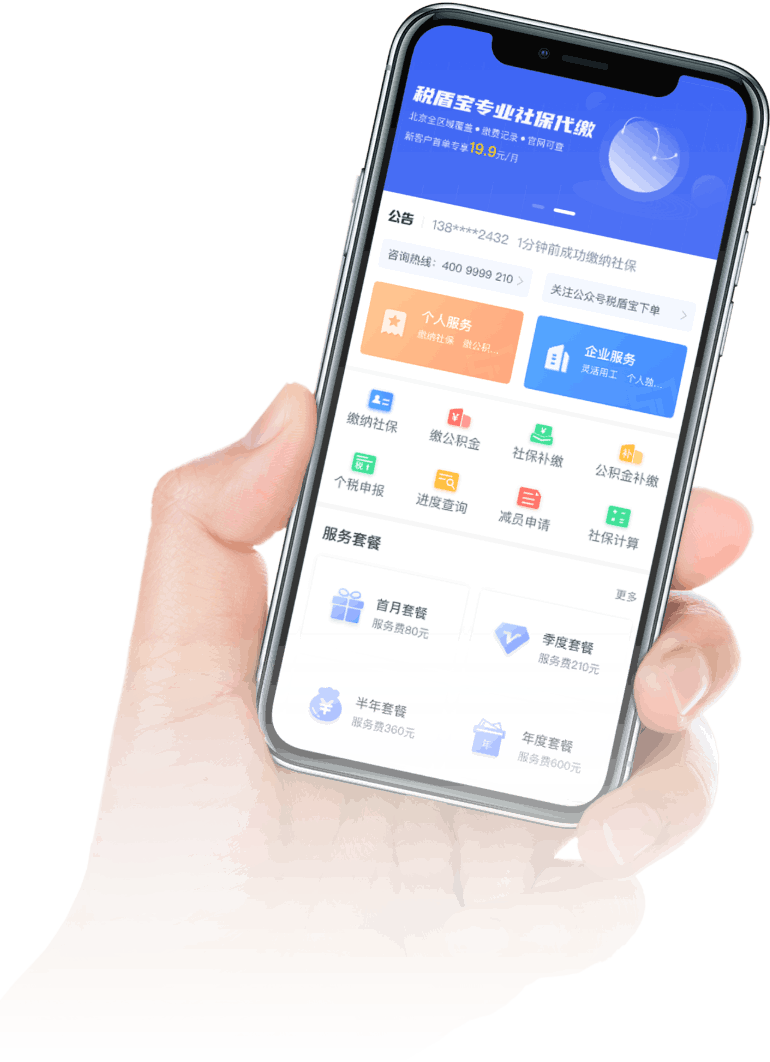 税盾宝专业社保代缴
北京全区域覆盖●缴费记录●官网可查
新客户首单专享19.9元/月
公告 138****2432 1分钟前成功缴纳社保
咨询热线：400 9999 210
关注公众号税盾宝下单
个人服务
缴纳社保 缴公积...
企业服务
灵活用工 个人独...
缴纳社保
缴公积金
社保补缴
公积金补缴
个税申报
进度查询
减员申请
社保计算
服务套餐
更多
首月套餐
服务费80元
季度套餐
服务费210元
半年套餐
服务费360元
年度套餐
服务费600元